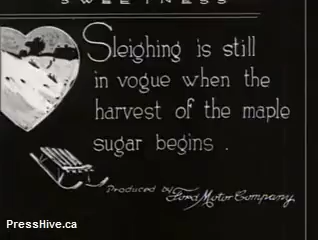 SWEETNESS
Sleighing is still
in vogue when the
harvest of the maple
sugar begins .
Produced by Ford Motor Company
PressHive.ca